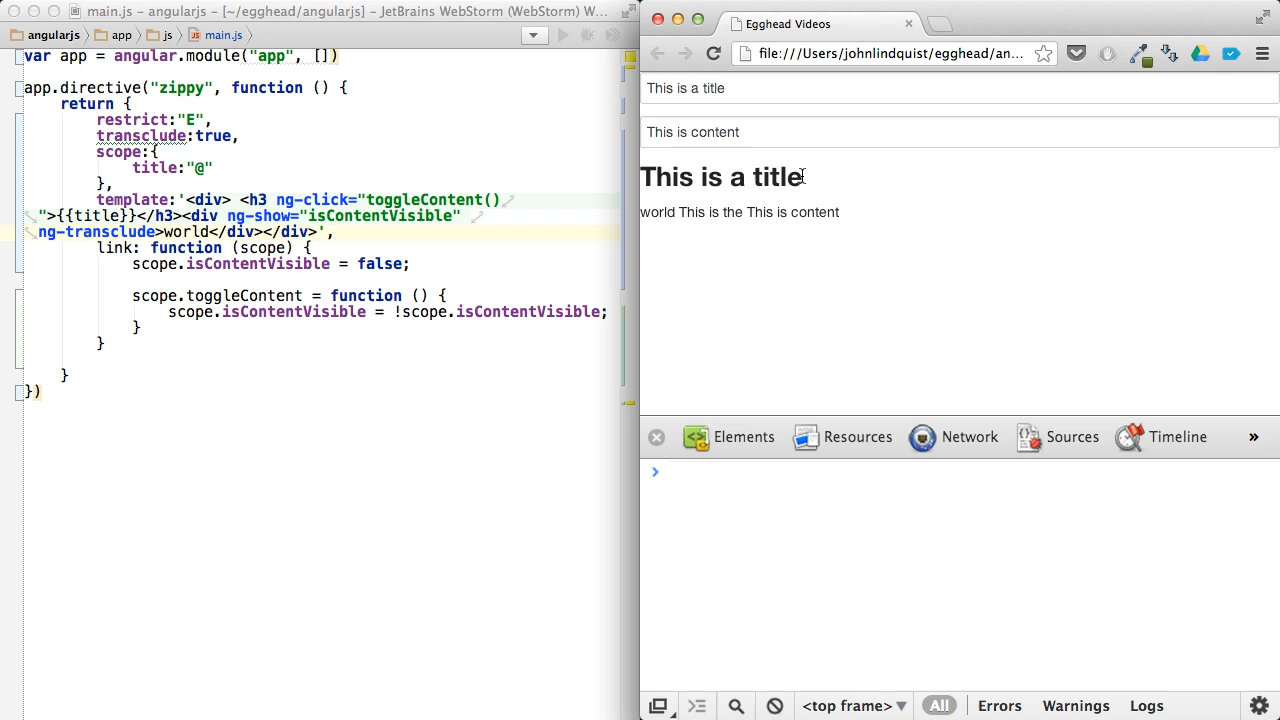 main.js – angularjs – [~/egghead/angularjs] – JetBrains WebStorm (WebStorm) W...
angularjs
app
js
main.js
var app = angular.module("app", [])
app.directive("zippy", function () {
return {
restrict:"E",
transclude:true,
scope:{
title:"@"
},
template:'<div> <h3 ng-click="toggleContent()
">{{title}}</h3><div ng-show="isContentVisible"
ng-transclude>world</div></div>',
link: function (scope) {
scope.isContentVisible = false;
scope.toggleContent = function () {
scope.isContentVisible = !scope.isContentVisible;
}
}
}
})
Egghead Videos
file:///Users/johnlindquist/egghead/an...
This is a title
This is content
This is a title
world This is the This is content
Elements
Resources
Network
Sources
Timeline
»
<top frame>
All
Errors
Warnings
Logs